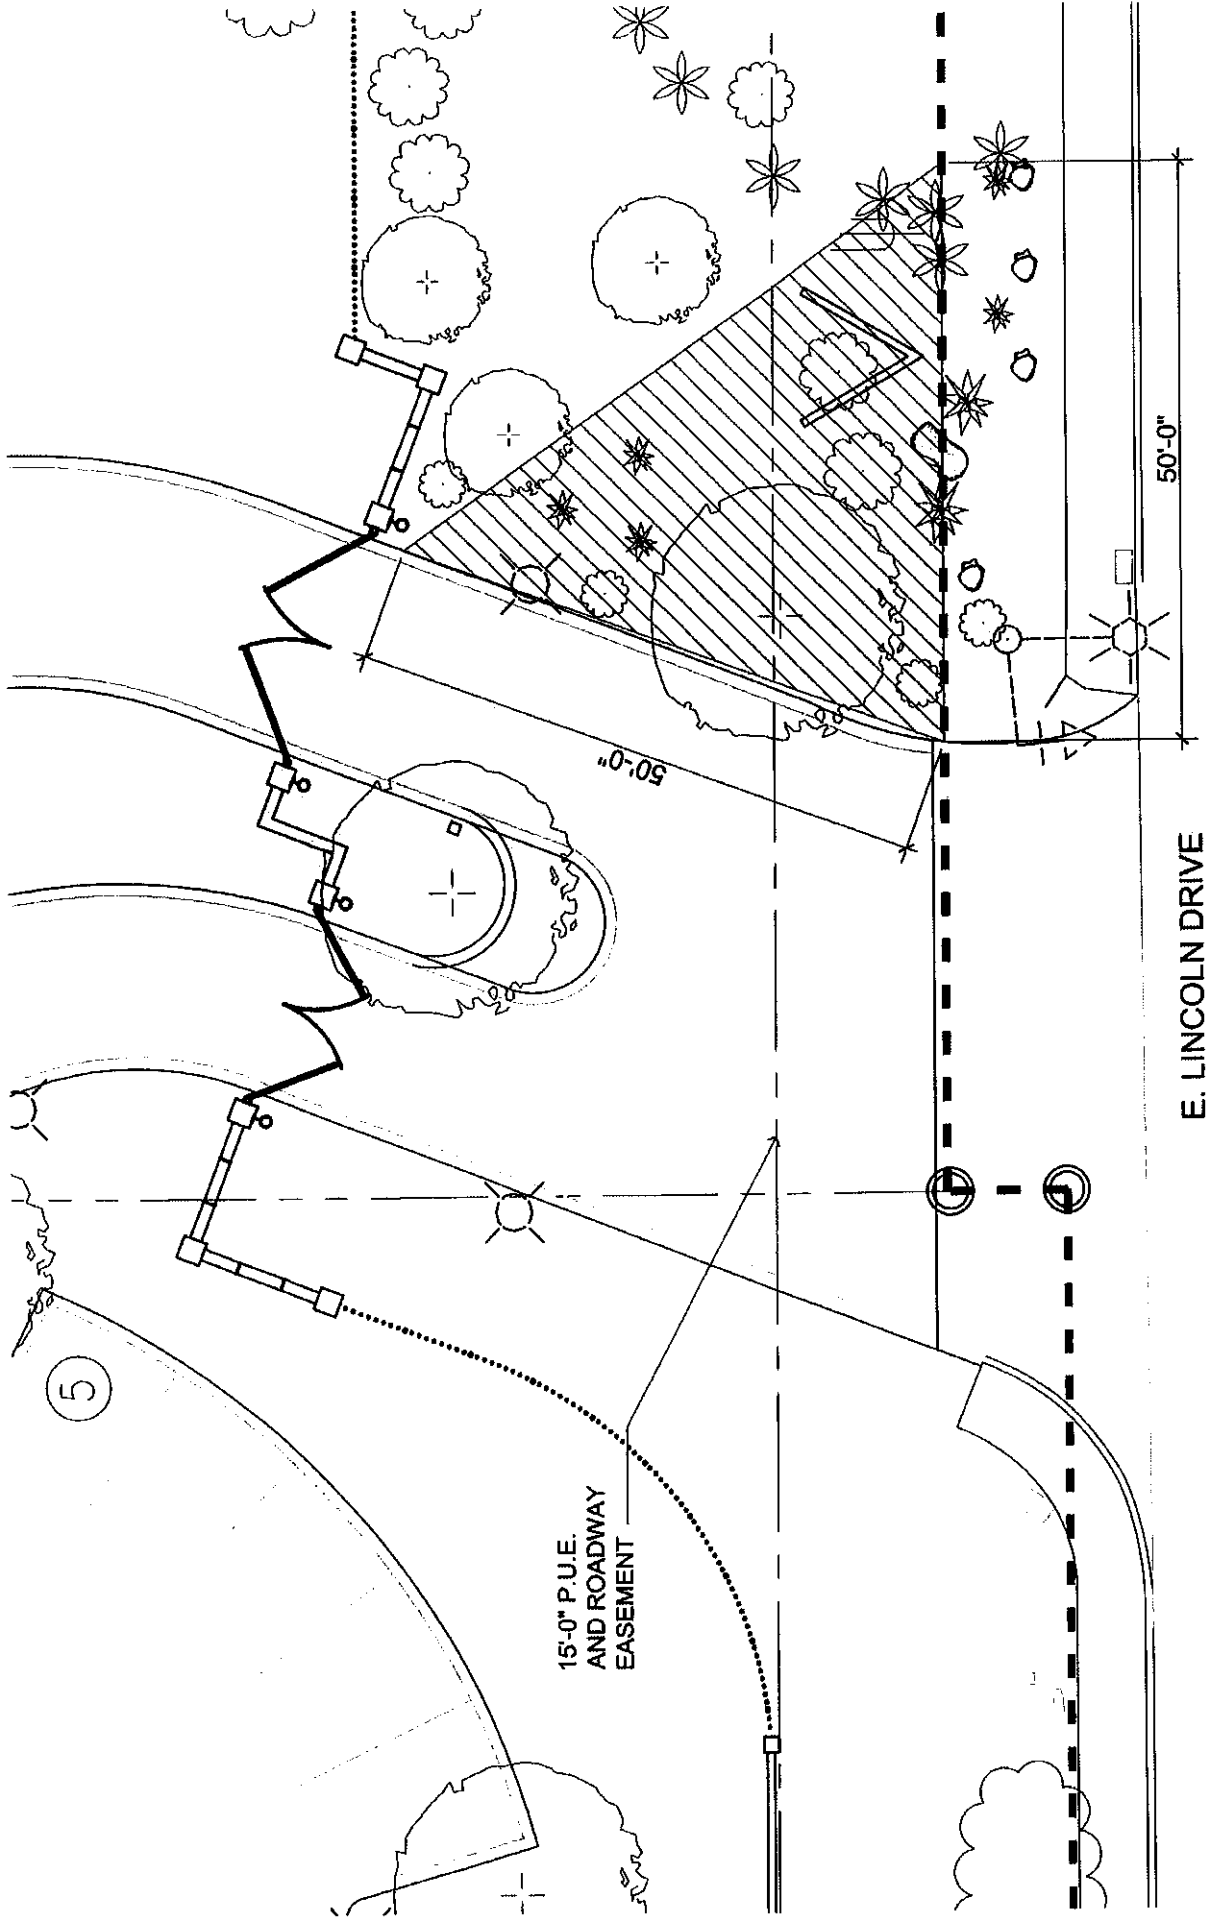 5
15'-0" P.U.E.
AND ROADWAY
EASEMENT
50'-0"
50'-0"
E. LINCOLN DRIVE